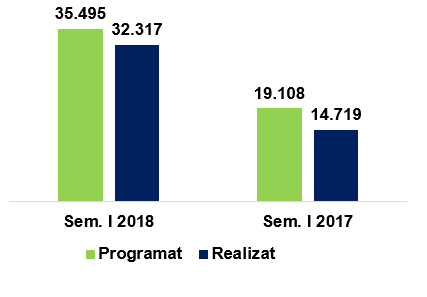 35.495
32.317
19.108
14.719
Sem. I 2018
Sem. I 2017
Programat
Realizat